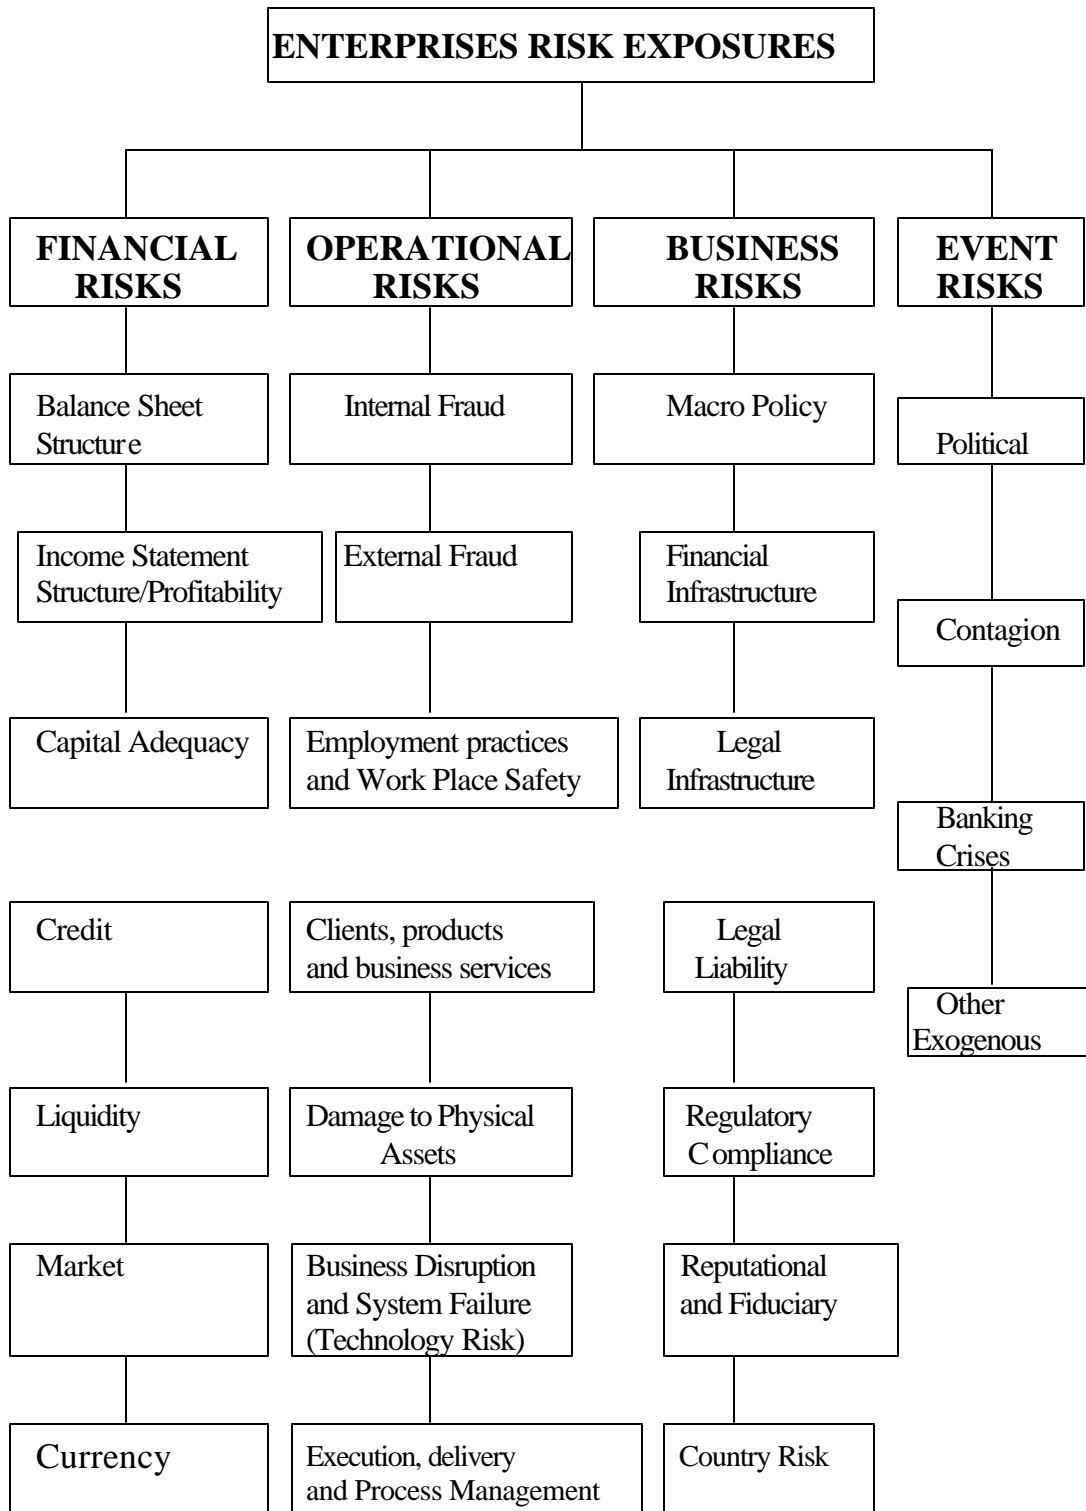 ENTERPRISES RISK EXPOSURES
FINANCIAL
RISKS
OPERATIONAL
RISKS
BUSINESS
RISKS
EVENT
RISKS
Balance Sheet
Structure
Internal Fraud
Macro Policy
Political
Income Statement
Structure/Profitability
External Fraud
Financial
Infrastructure
Contagion
Capital Adequacy
Employment practices
and Work Place Safety
Legal
Infrastructure
Banking
Crises
Credit
Clients, products
and business services
Legal
Liability
Other
Exogenous
Liquidity
Damage to Physical
Assets
Regulatory
Compliance
Market
Business Disruption
and System Failure
(Technology Risk)
Reputational
and Fiduciary
Currency
Execution, delivery
and Process Management
Country Risk